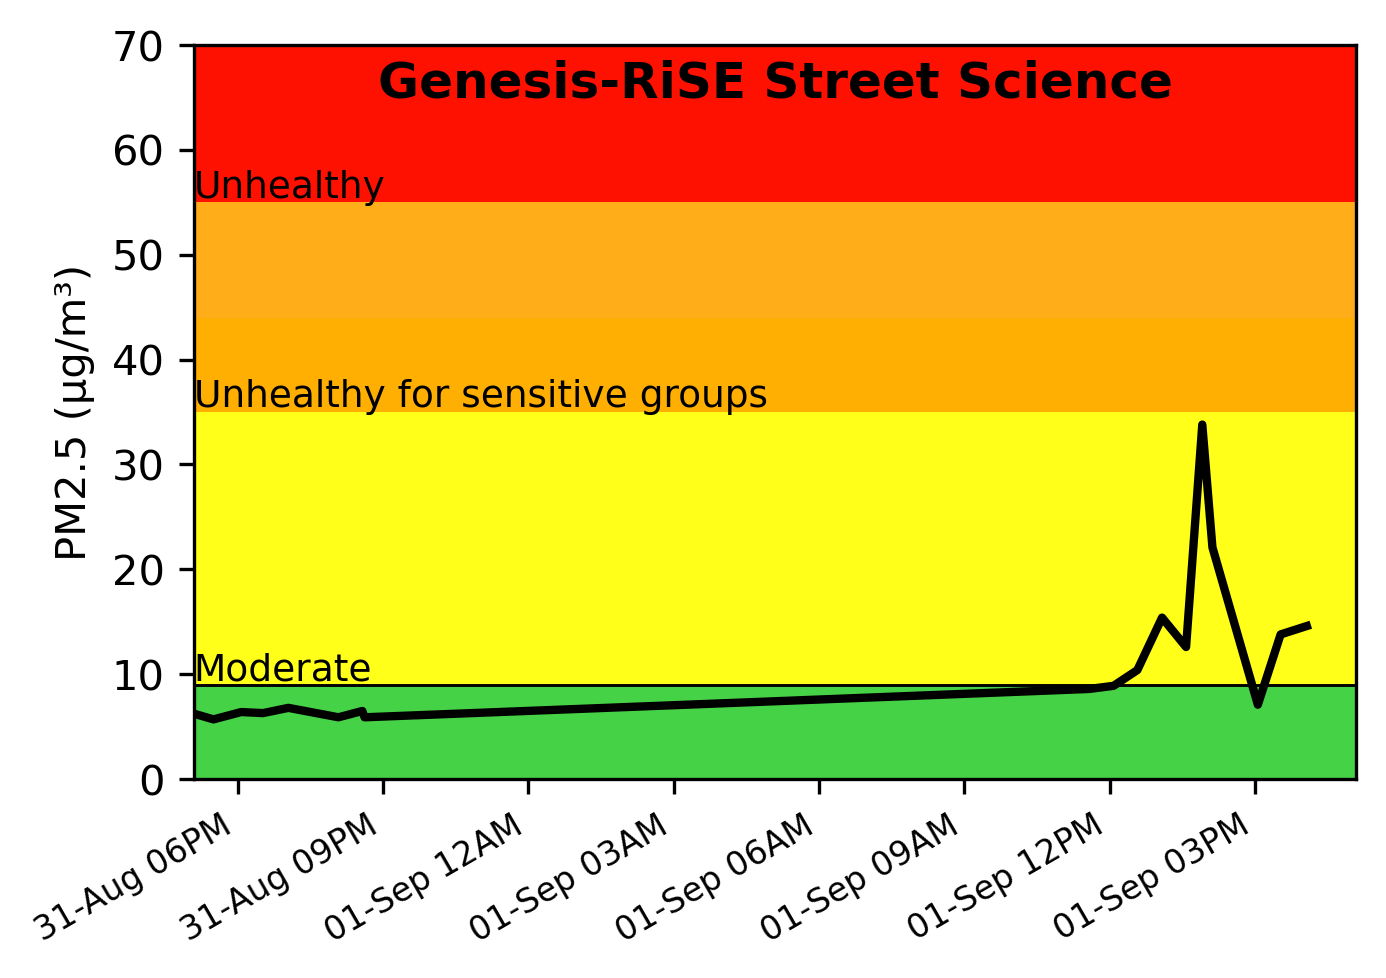 Genesis-RiSE Street Science
70
60
Unhealthy
50
40
Unhealthy for sensitive groups
30
20
Moderate
10
0
PM2.5 (µg/m³)
31-Aug 06PM
31-Aug 09PM
01-Sep 12AM
01-Sep 03AM
01-Sep 06AM
01-Sep 09AM
01-Sep 12PM
01-Sep 03PM